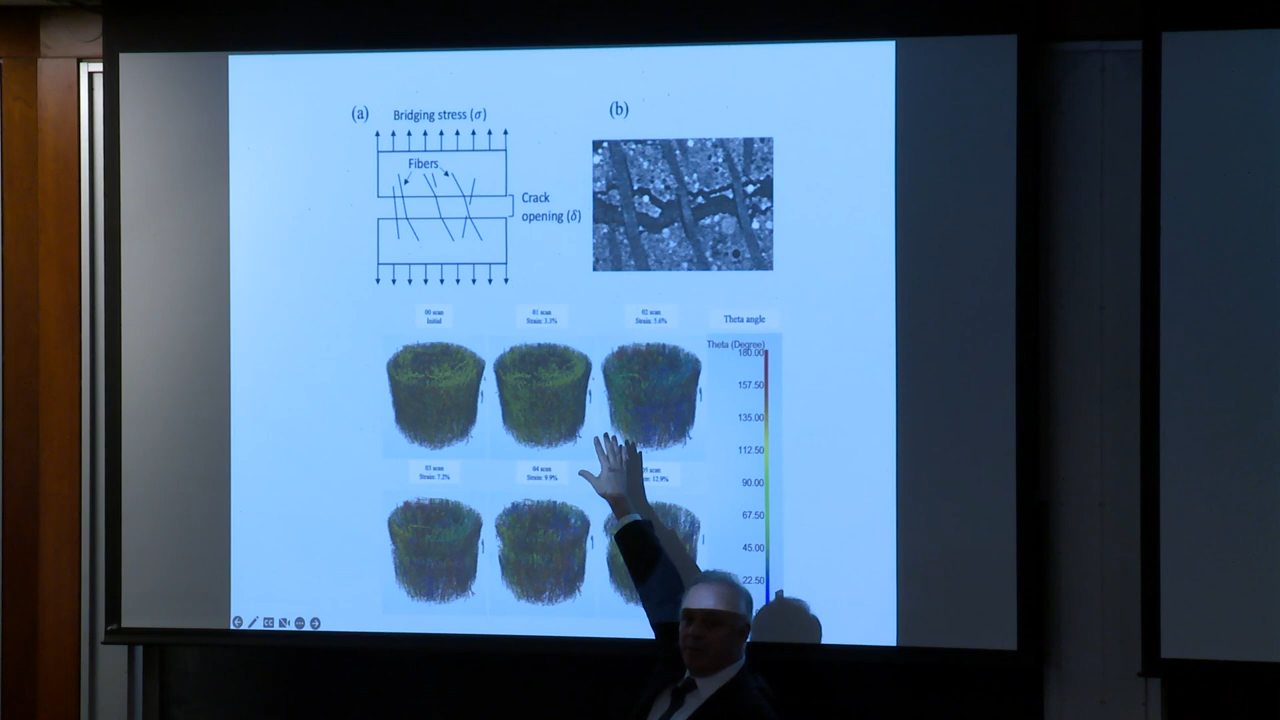 (a)
Bridging stress (σ)
Fibers
Crack
opening (δ)
(b)
00 scan
Initial
01 scan
Strain: 3.3%
02 scan
Strain: 5.6%
Theta angle
Theta (Degree)
180.00
157.50
135.00
112.50
90.00
67.50
45.00
22.50
03 scan
Strain: 7.2%
04 scan
Strain: 9.9%
scan
12.9%
CC